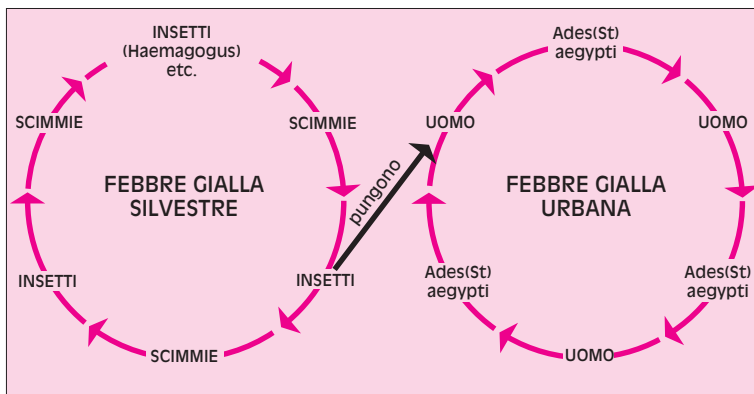 INSETTI
(Haemagogus)
etc.
SCIMMIE
SCIMMIE
FEBBRE GIALLA
SILVESTRE
INSETTI
INSETTI
SCIMMIE
pungono
Ades(St)
aegypti
UOMO
UOMO
FEBBRE GIALLA
URBANA
Ades(St)
aegypti
Ades(St)
aegypti
UOMO